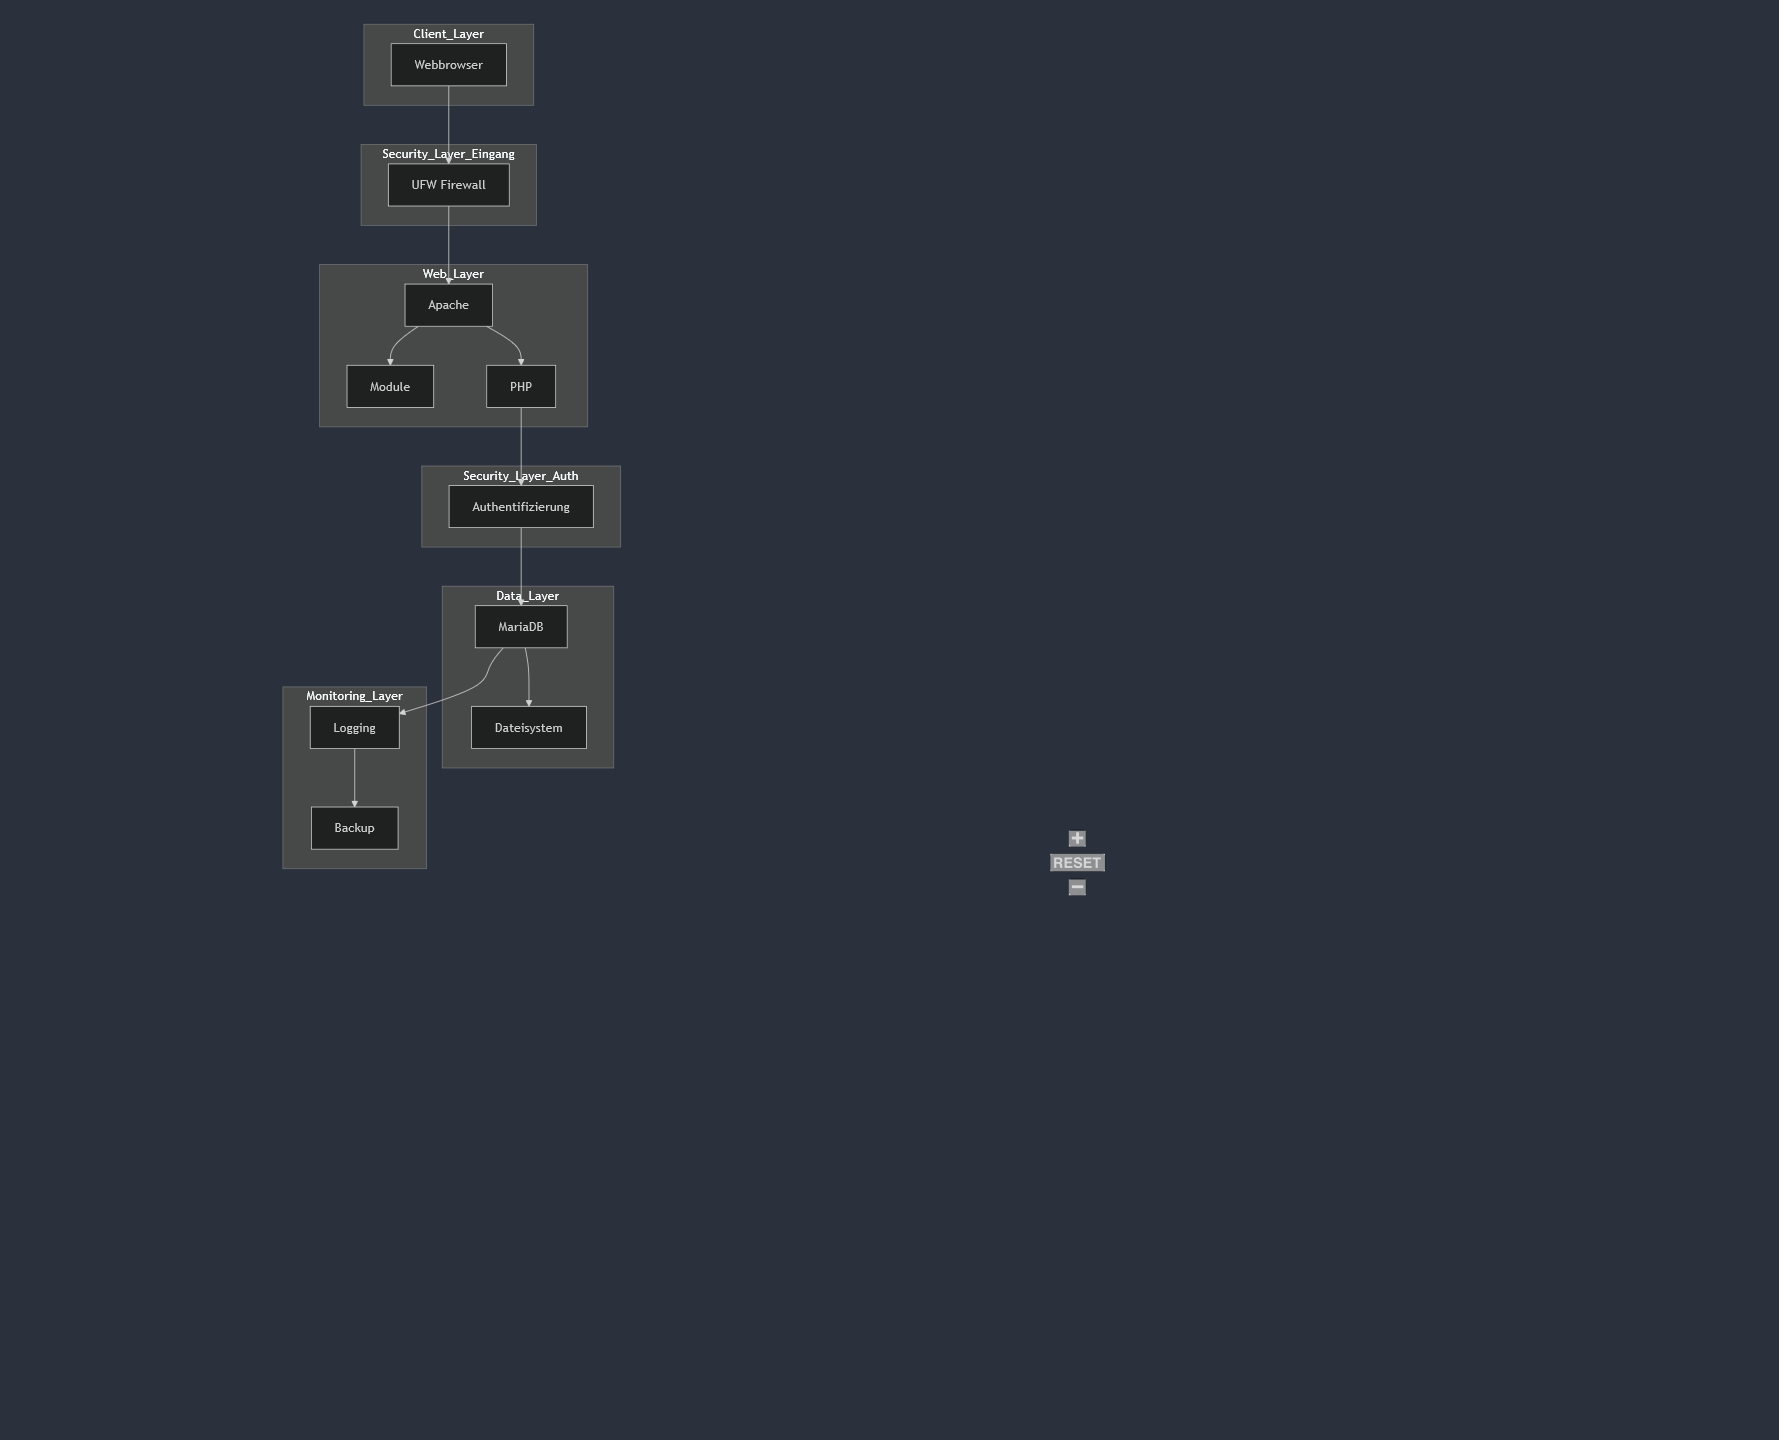 Client_Layer
Webbrowser
Security_Layer_Eingang
UFW Firewall
Web_Layer
Apache
Module
PHP
Security_Layer_Auth
Authentifizierung
Data_Layer
MariaDB
Monitoring_Layer
Logging
Dateisystem
Backup
+
RESET
−